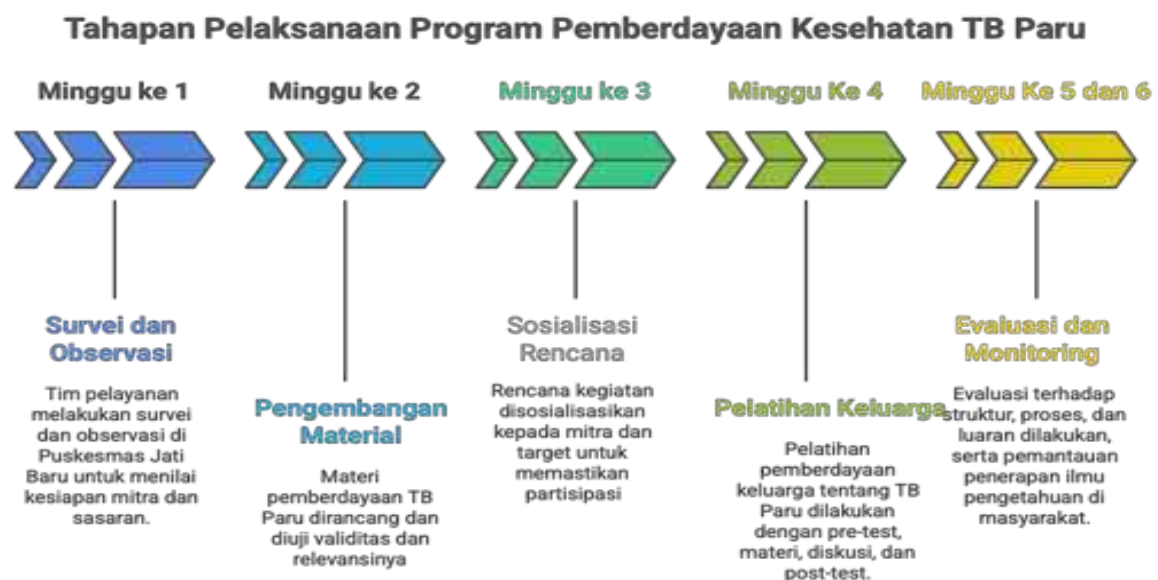 Tahapan Pelaksanaan Program Pemberdayaan Kesehatan TB Paru
Minggu ke 1
Survei dan
Observasi
Tim pelayanan
melakukan survei
dan observasi di
Puskesmas Jati
Baru untuk menilai
kesiapan mitra dan
sasaran.
Minggu ke 2
Pengembangan
Material
Materi
pemberdayaan TB
Paru dirancang dan
diuji validitas dan
relevansinya
Minggu ke 3
Sosialisasi
Rencana
Rencana kegiatan
disosialisasikan
kepada mitra dan
target untuk
memastikan
partisipasi
Minggu Ke 4
Pelatihan Keluarga
Pelatihan
pemberdayaan
keluarga tentang TB
Paru dilakukan
dengan pre-test,
materi, diskusi, dan
post-test.
Minggu Ke 5 dan 6
Evaluasi dan
Monitoring
Evaluasi terhadap
struktur, proses, dan
luaran dilakukan,
serta pemantauan
penerapan ilmu
pengetahuan di
masyarakat.